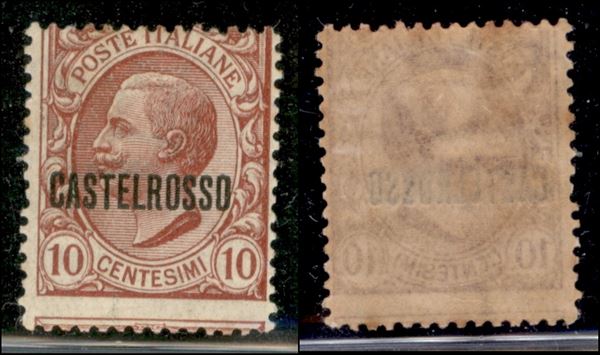 POSTE ITALIANE
CASTELROSSO
10 CENTESIMI 10